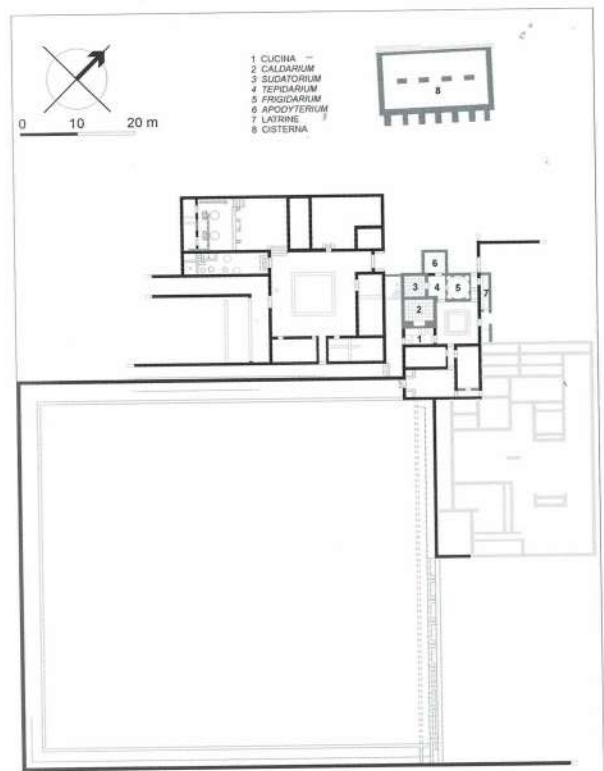 1 CUCINA
2 CALDARIUM
3 SUDATORIUM
4 TEPIDARIUM
5 FRIGIDARIUM
6 APODYTERIUM
7 LATRINE
8 CISTERNA
0 10 20 m
8
6
3 4 5 7
2
1